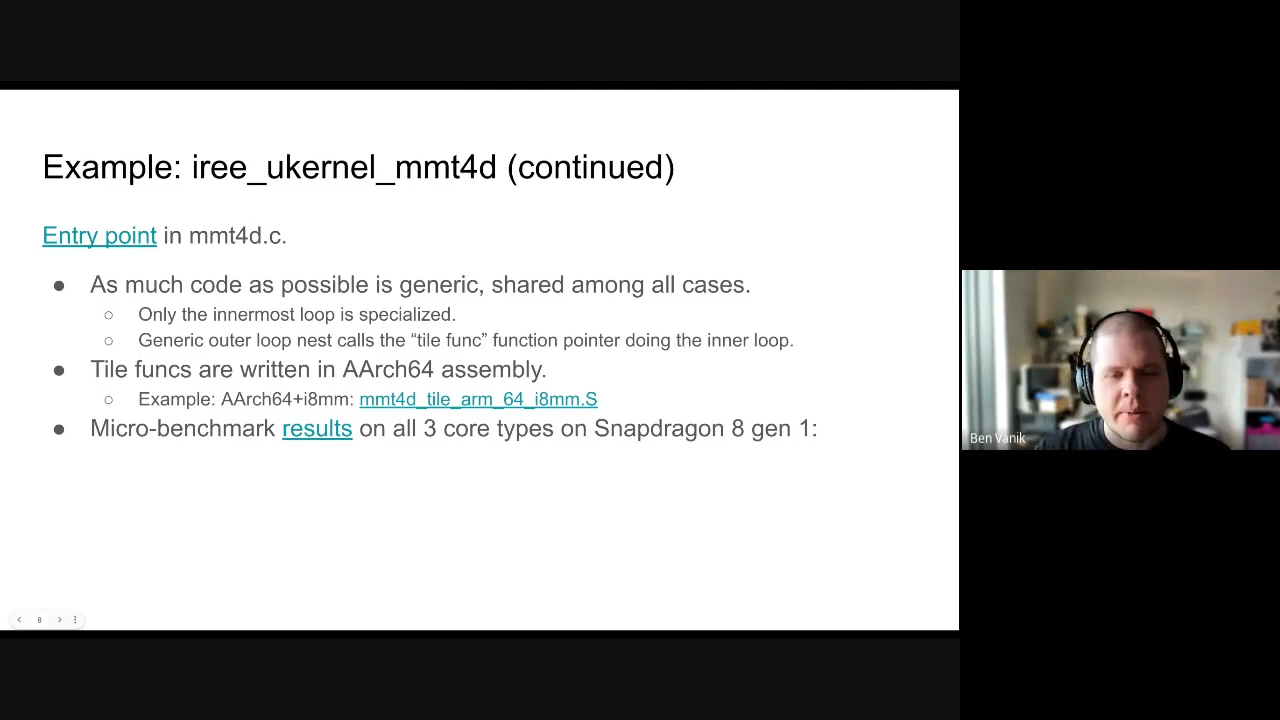 Example: iree_ukernel_mmt4d (continued)
Entry point in mmt4d.c.
● As much code as possible is generic, shared among all cases.
○ Only the innermost loop is specialized.
○ Generic outer loop nest calls the “tile func” function pointer doing the inner loop.
● Tile funcs are written in AArch64 assembly.
○ Example: AArch64+i8mm: mmt4d_tile_arm_64_i8mm.S
● Micro-benchmark results on all 3 core types on Snapdragon 8 gen 1:
Ben Vanik
8